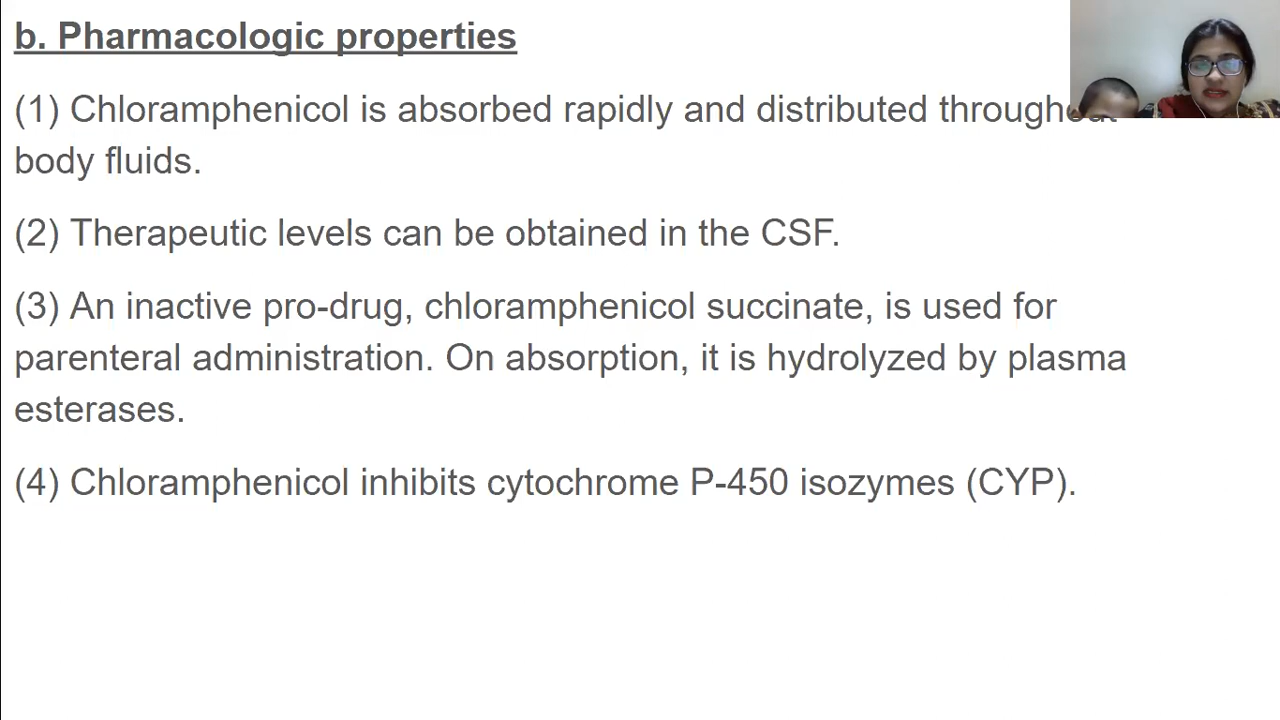 b. Pharmacologic properties
(1) Chloramphenicol is absorbed rapidly and distributed throughout
body fluids.
(2) Therapeutic levels can be obtained in the CSF.
(3) An inactive pro-drug, chloramphenicol succinate, is used for
parenteral administration. On absorption, it is hydrolyzed by plasma
esterases.
(4) Chloramphenicol inhibits cytochrome P-450 isozymes (CYP).